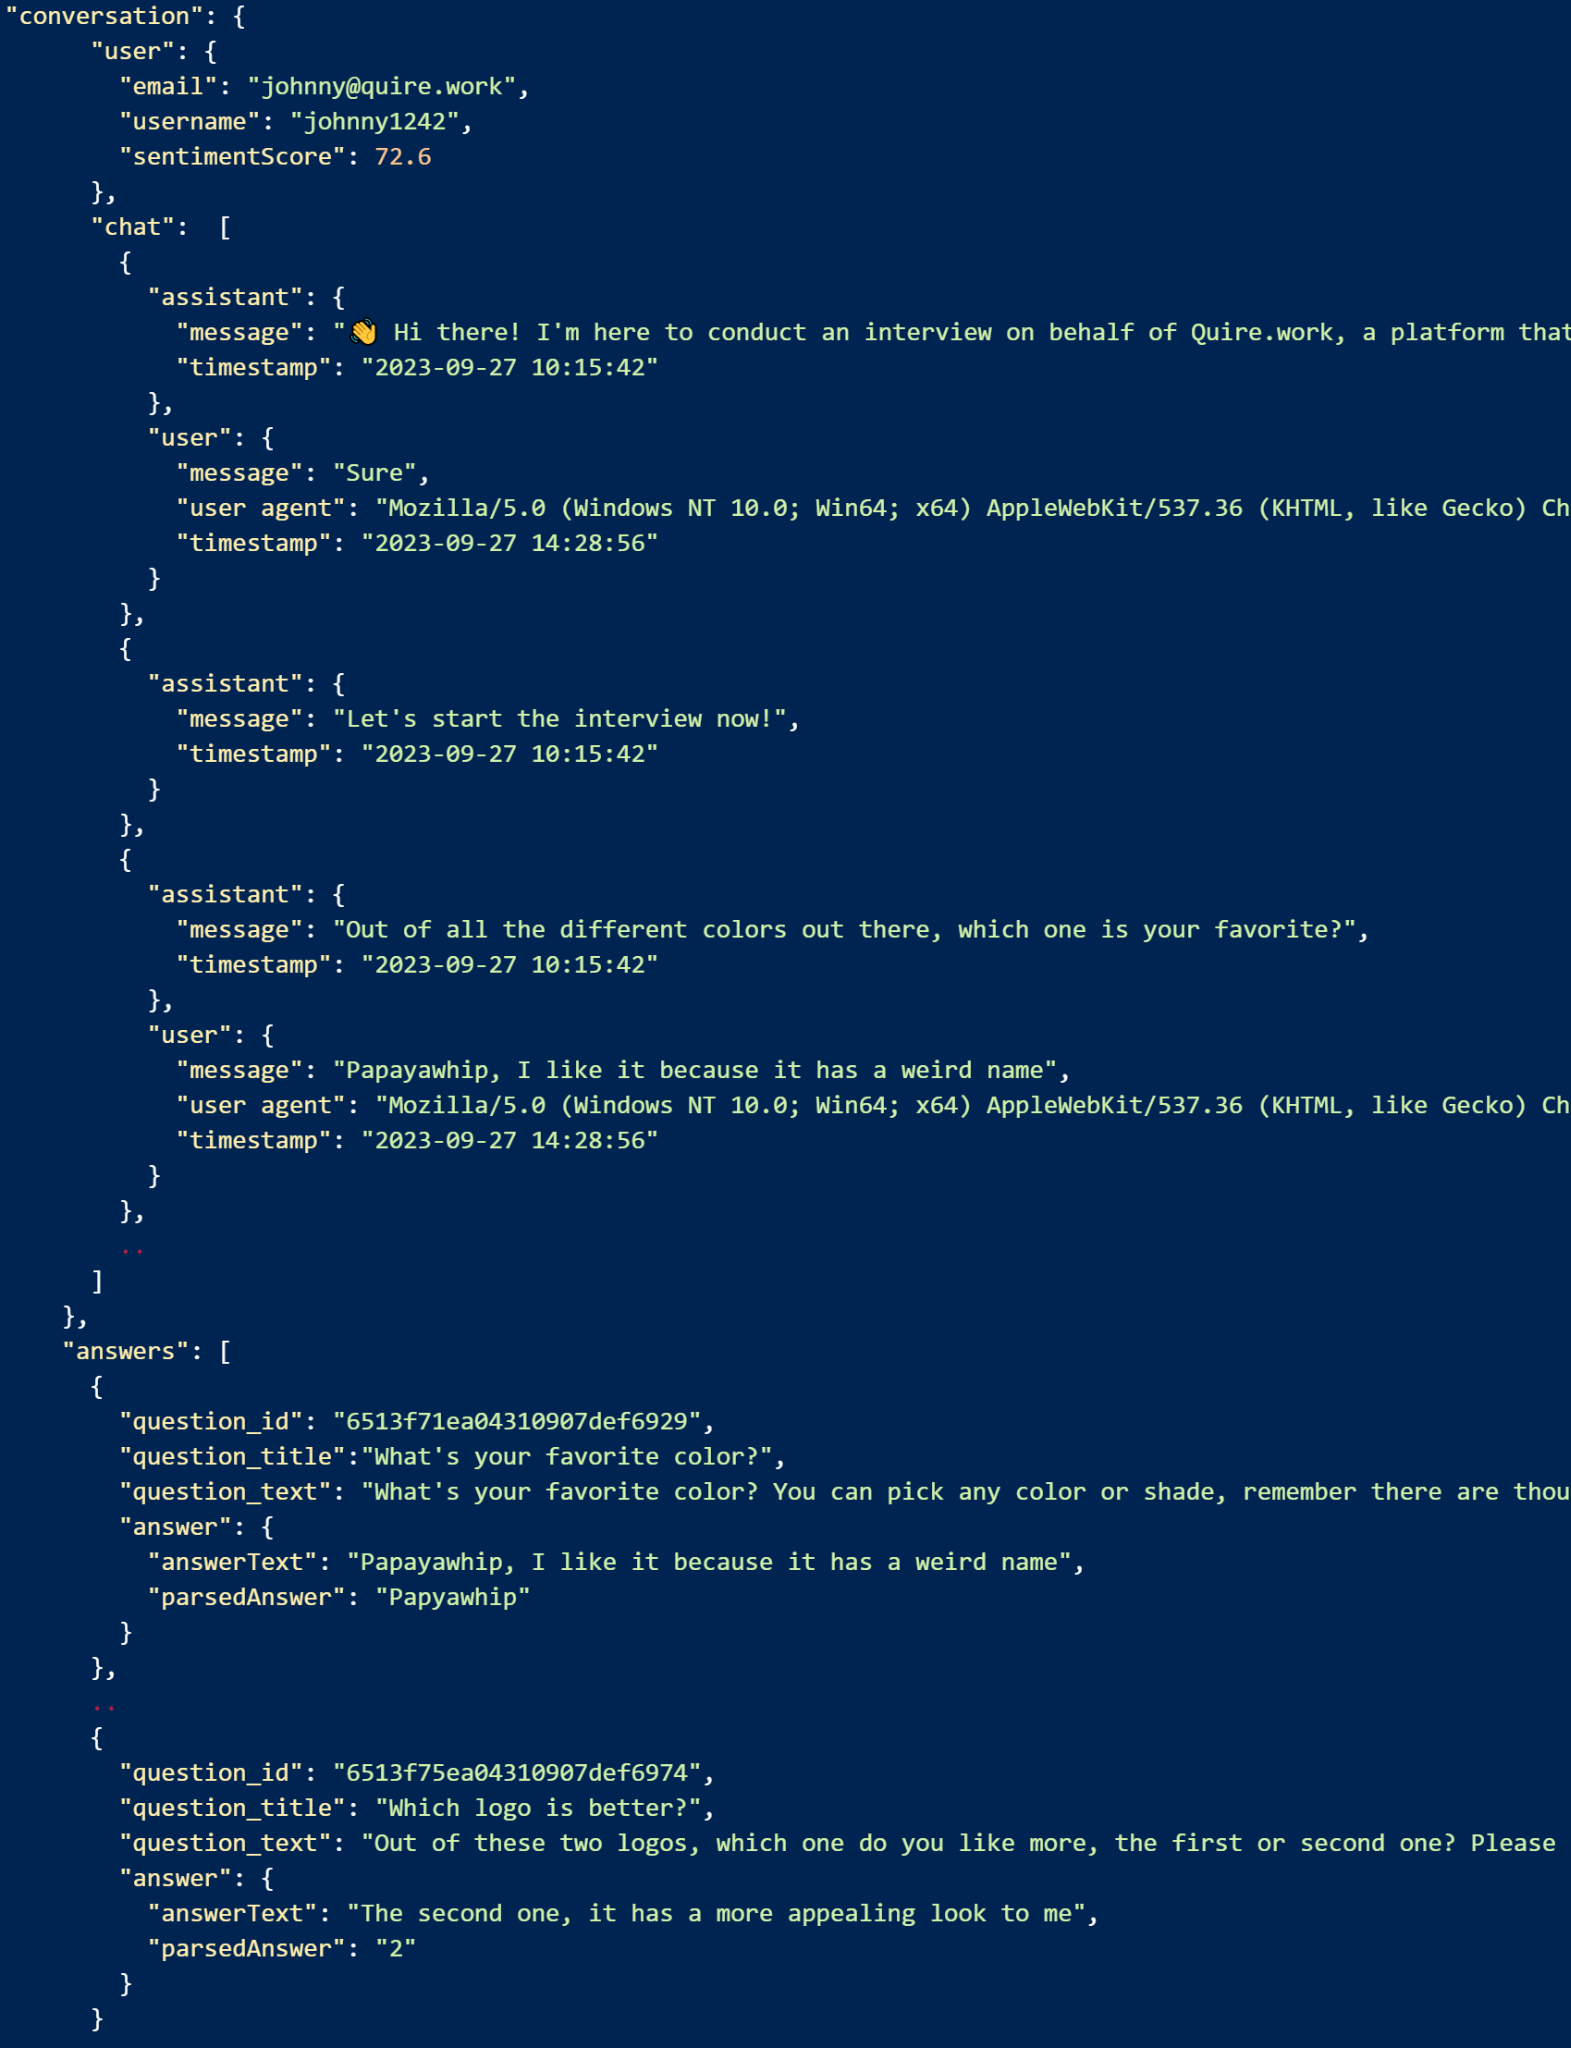 "conversation": {
"user": {
"email": "johnny@quire.work",
"username": "johnny1242",
"sentimentScore": 72.6
},
"chat":  [
{
"assistant": {
"message": "👋 Hi there! I'm here to conduct an interview on behalf of Quire.work, a platform that
"timestamp": "2023-09-27 10:15:42"
},
"user": {
"message": "Sure",
"user agent": "Mozilla/5.0 (Windows NT 10.0; Win64; x64) AppleWebKit/537.36 (KHTML, like Gecko) Ch
"timestamp": "2023-09-27 14:28:56"
}
},
{
"assistant": {
"message": "Let's start the interview now!",
"timestamp": "2023-09-27 10:15:42"
}
},
{
"assistant": {
"message": "Out of all the different colors out there, which one is your favorite?",
"timestamp": "2023-09-27 10:15:42"
},
"user": {
"message": "Papayawhip, I like it because it has a weird name",
"user agent": "Mozilla/5.0 (Windows NT 10.0; Win64; x64) AppleWebKit/537.36 (KHTML, like Gecko) Ch
"timestamp": "2023-09-27 14:28:56"
}
},
..
]
},
"answers": [
{
"question_id": "6513f71ea04310907def6929",
"question_title":"What's your favorite color?",
"question_text": "What's your favorite color? You can pick any color or shade, remember there are thou
"answer": {
"answerText": "Papayawhip, I like it because it has a weird name",
"parsedAnswer": "Papyawhip"
}
},
..
{
"question_id": "6513f75ea04310907def6974",
"question_title": "Which logo is better?",
"question_text": "Out of these two logos, which one do you like more, the first or second one? Please
"answer": {
"answerText": "The second one, it has a more appealing look to me",
"parsedAnswer": "2"
}
}